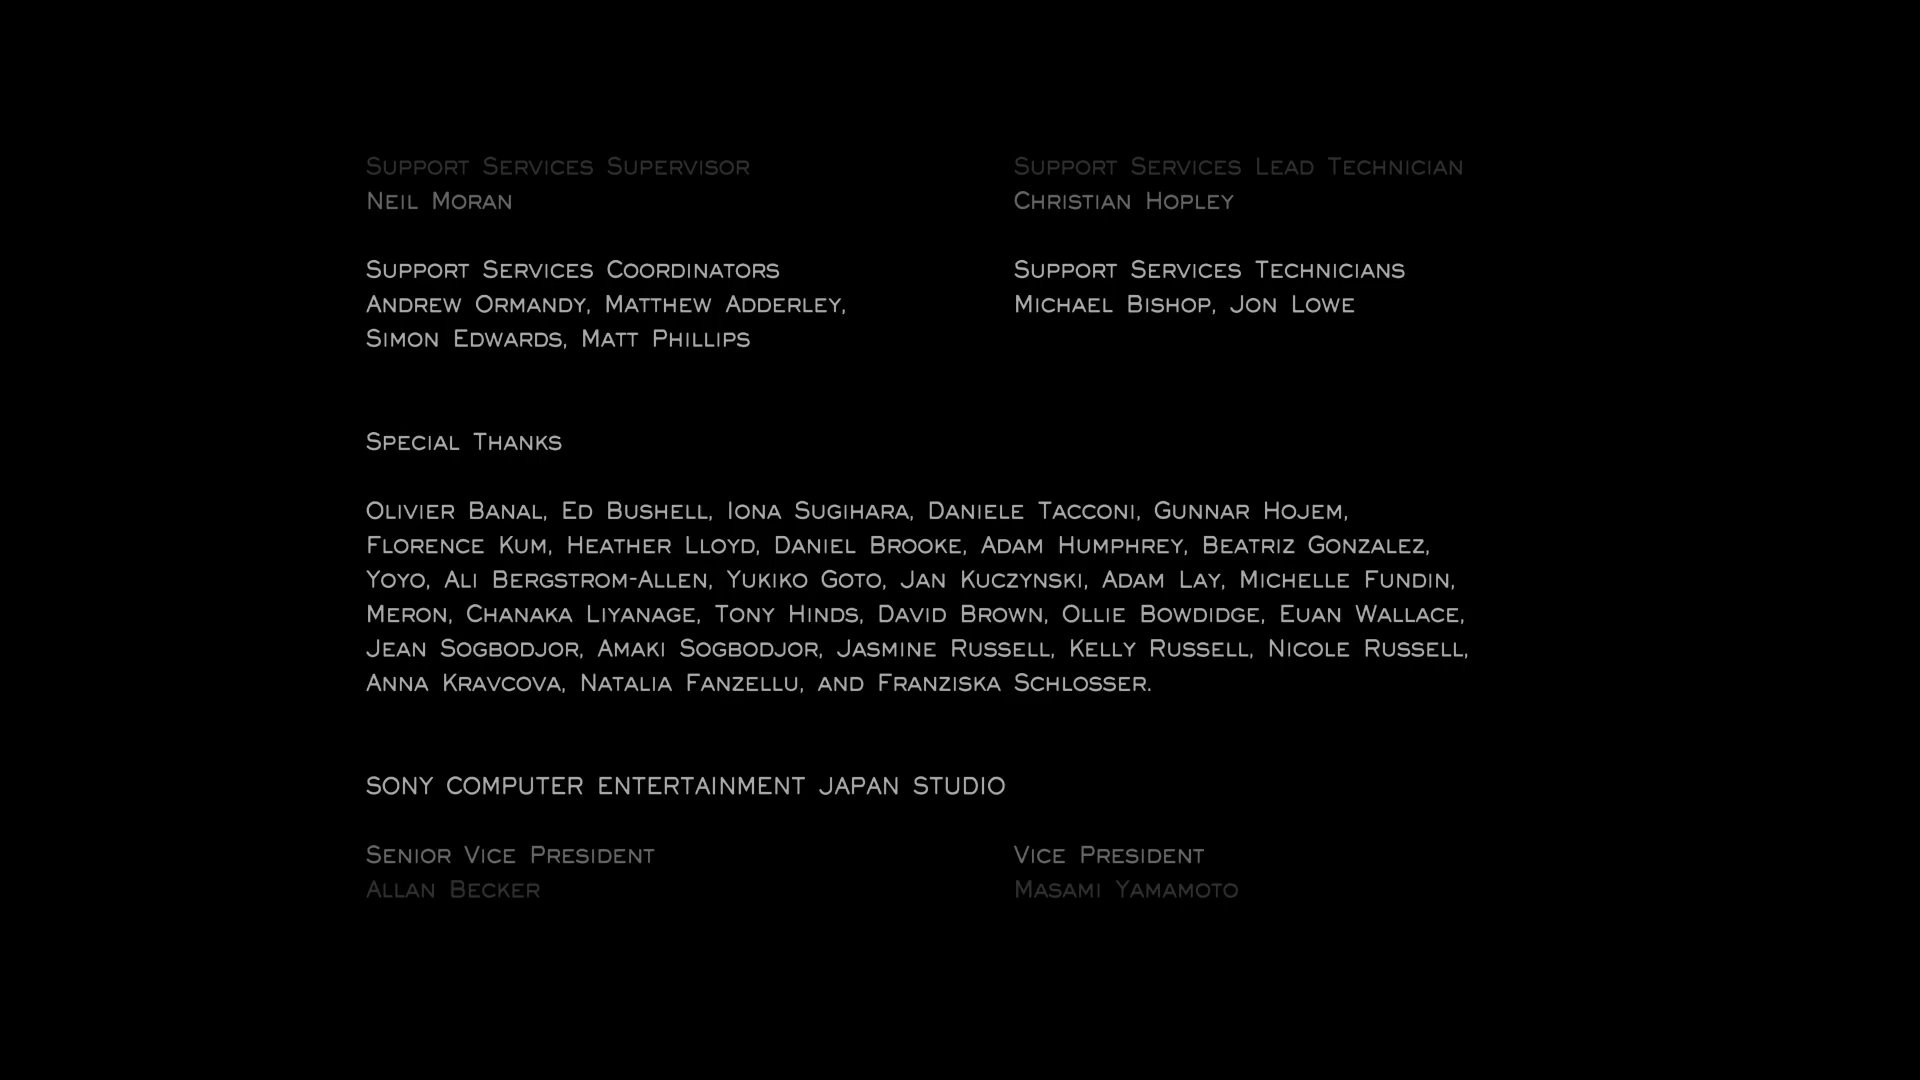 Support Services Supervisor
Neil Moran
Support Services Lead Technician
Christian Hopley
Support Services Coordinators
Andrew Ormandy, Matthew Adderley,
Simon Edwards, Matt Phillips
Support Services Technicians
Michael Bishop, Jon Lowe
Special Thanks
Olivier Banal, Ed Bushell, Iona Sugihara, Daniele Tacconi, Gunnar Hojem,
Florence Kum, Heather Lloyd, Daniel Brooke, Adam Humphrey, Beatriz Gonzalez,
Yoyo, Ali Bergstrom-Allen, Yukiko Goto, Jan Kuczynski, Adam Lay, Michelle Fundin,
Meron, Chanaka Liyanage, Tony Hinds, David Brown, Ollie Bowdidge, Euan Wallace,
Jean Sogbodjor, Amaki Sogbodjor, Jasmine Russell, Kelly Russell, Nicole Russell,
Anna Kravcova, Natalia Fanzellu, and Franziska Schlosser.
SONY COMPUTER ENTERTAINMENT JAPAN STUDIO
Senior Vice President
Allan Becker
Vice President
Masami Yamamoto